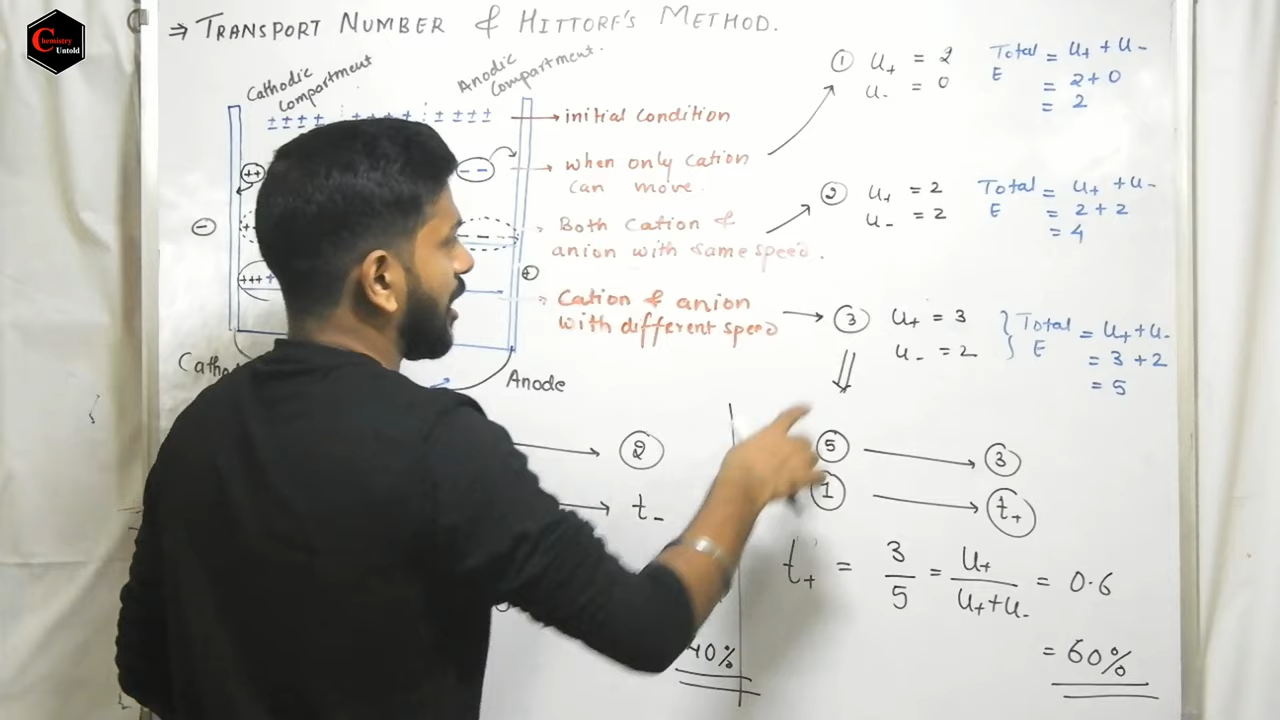 Chemistry
Untold
⇒ TRANSPORT NUMBER & HITTORF'S METHOD.
Cathodic
compartment
Anodic
compartment.
± ± ± ±
± ± ± ±
→ initial condition
++
- -
→ when only cation
can move.
→ Both cation &
anion with same speed.
→ Cation & anion
with different speed
+++
-
+
Anode
① u+ = 2
u- = 0
Total = u+ + u-
E = 2+0
= 2
② u+ = 2
u- = 2
Total = u+ + u-
E = 2+2
= 4
③ u+ = 3
u- = 2
} Total = u+ + u-
E = 3+2
= 5
→ ②
→ t-
40%
⑤ → ③
① → t+
t+ = 3/5 = u+/(u+ + u-) = 0.6
= 60%